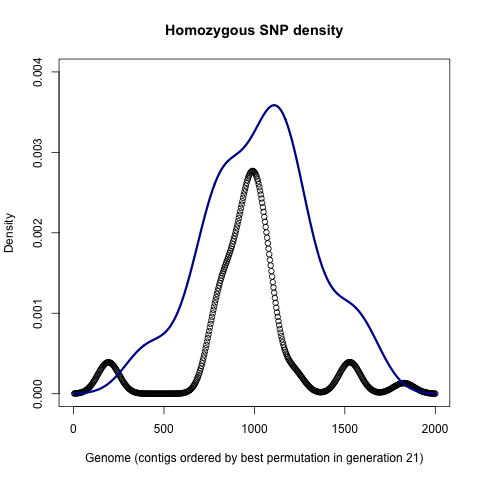 Homozygous SNP density
Density
0.004
0.003
0.002
0.001
0.000
0 500 1000 1500 2000
Genome (contigs ordered by best permutation in generation 21)